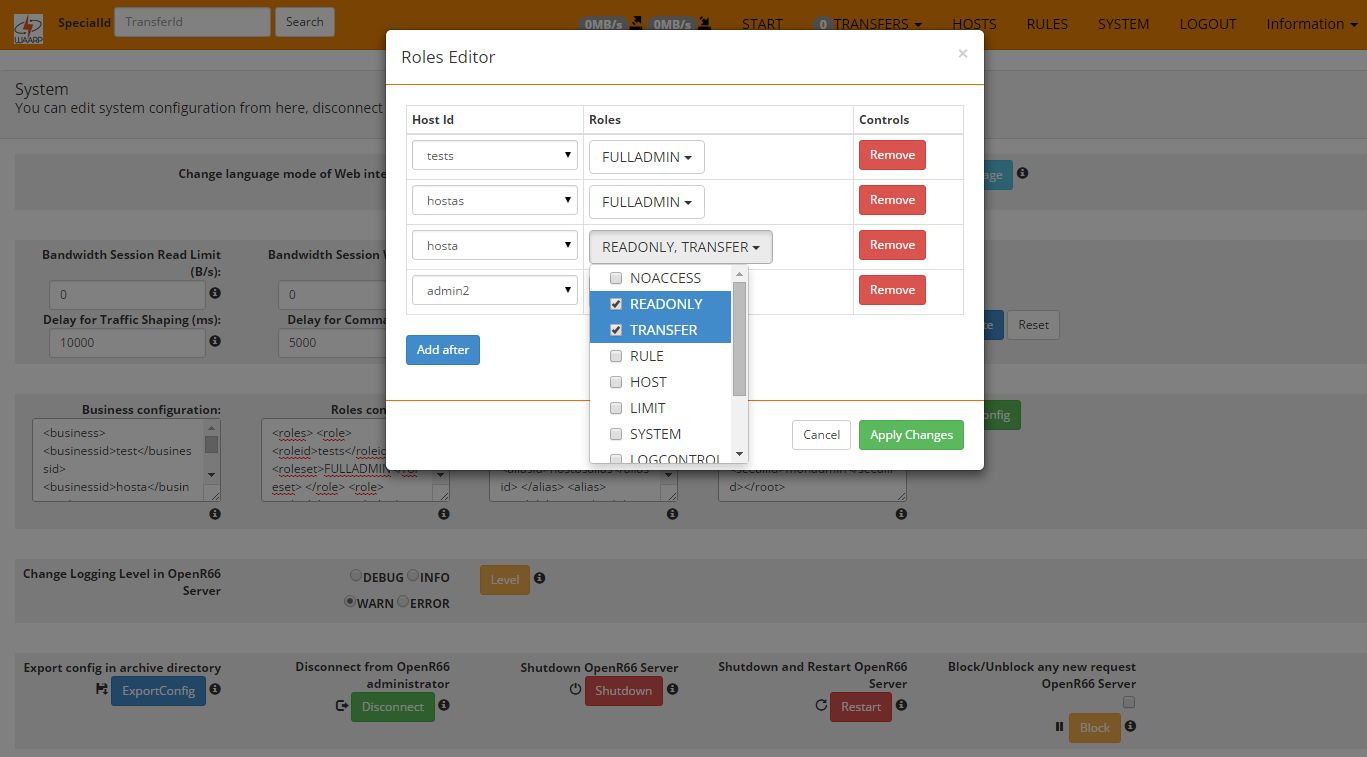 WAARP
SpecialId
TransferId
Search
0MB/s
0MB/s
START
0 TRANSFERS
HOSTS
RULES
SYSTEM
LOGOUT
Information
System
You can edit system configuration from here, disconnect
Roles Editor
×
Host Id Roles Controls
tests FULLADMIN Remove
hostas FULLADMIN Remove
hosta READONLY, TRANSFER Remove
admin2 Remove
NOACCESS
READONLY
TRANSFER
RULE
HOST
LIMIT
SYSTEM
LOGCONTROL
Add after
Cancel Apply Changes
Change language mode of Web inte
age
Bandwidth Session Read Limit
(B/s):
0
Bandwidth Session W
0
Delay for Traffic Shaping (ms):
10000
Delay for Comma
5000
te
Reset
Business configuration:
<business>
<businessid>test</busines
sid>
<businessid>hosta</busin
Roles con
<roles> <role>
<roleid>tests</roleid
<roleset>FULLADMIN </rol
eset> </role> <role>
id> </alias> <alias>
d></root>
onfig
Change Logging Level in OpenR66
Server
DEBUG INFO
WARN ERROR
Level
Export config in archive directory
ExportConfig
Disconnect from OpenR66
administrator
Disconnect
Shutdown OpenR66 Server
Shutdown
Shutdown and Restart OpenR66
Server
Restart
Block/Unblock any new request
OpenR66 Server
Block